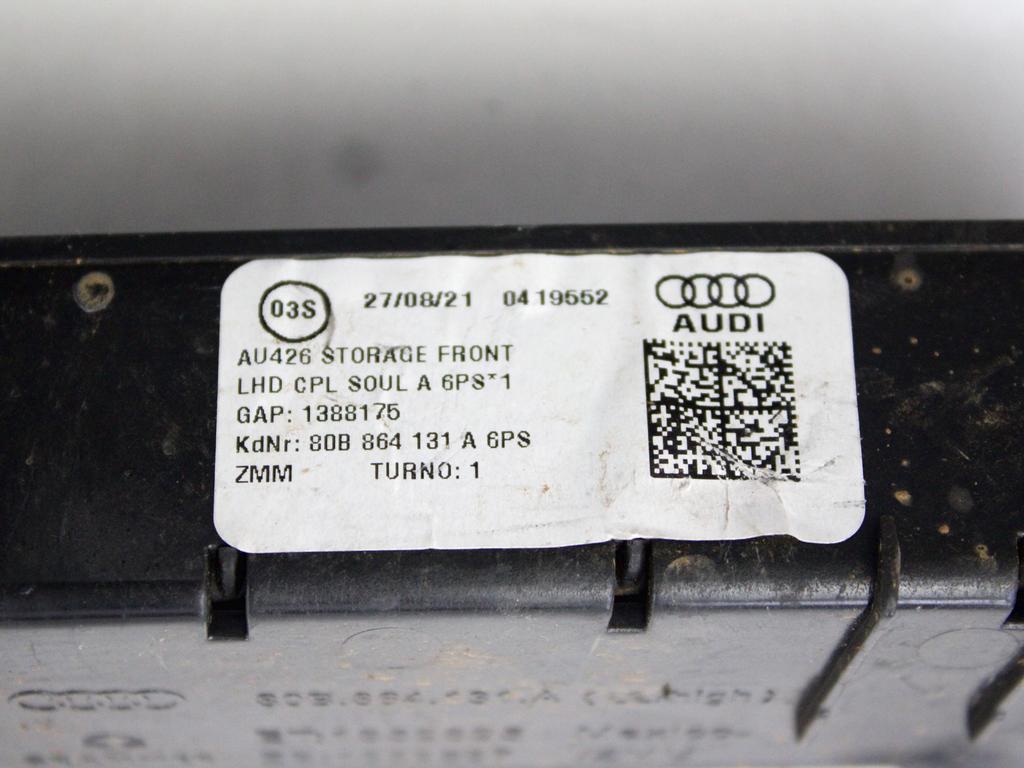 03S 27/08/21 0419552
AUDI
AU426 STORAGE FRONT
LHD CPL SOUL A 6PS*1
GAP: 1388175
KdNr: 80B 864 131 A 6PS
ZMM TURNO: 1